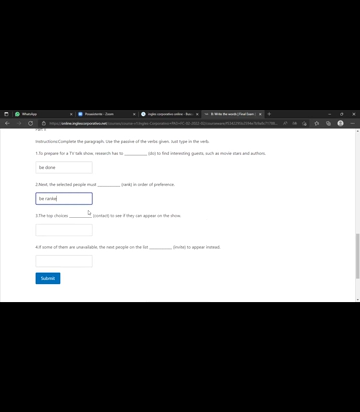 WhatsApp
Part B
Instructions:Complete the paragraph. Use the passive of the verbs given. Just type in the verb.
1.To prepare for a TV talk show, research has to __________ (do) to find interesting guests, such as movie stars and authors.
be done
2.Next, the selected people must __________ (rank) in order of preference.
be ranke
3.The top choices __________ (contact) to see if they can appear on the show.
4.If some of them are unavailable, the next people on the list __________ (invite) to appear instead.
Submit